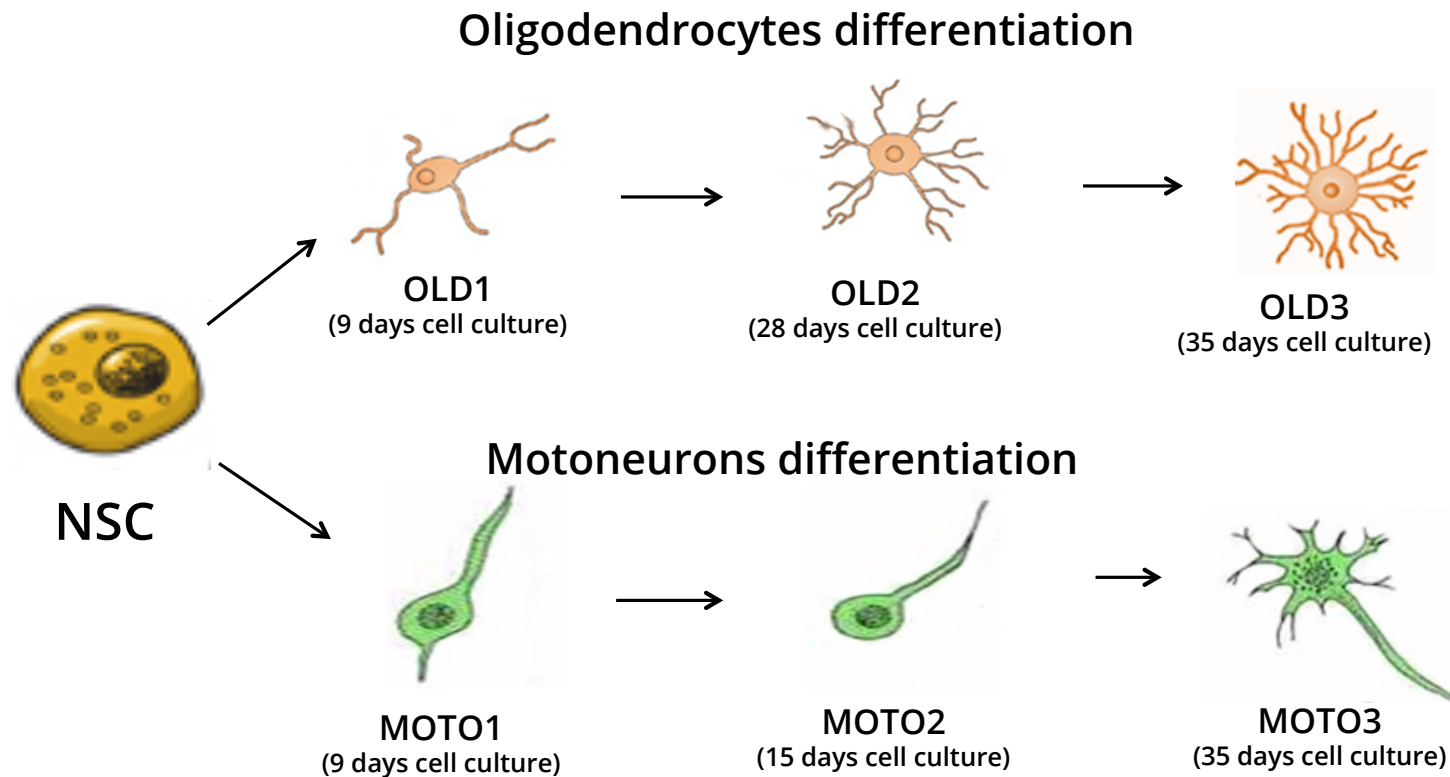 Oligodendrocytes differentiation
OLD1
(9 days cell culture)
OLD2
(28 days cell culture)
OLD3
(35 days cell culture)
NSC
Motoneurons differentiation
MOTO1
(9 days cell culture)
MOTO2
(15 days cell culture)
MOTO3
(35 days cell culture)